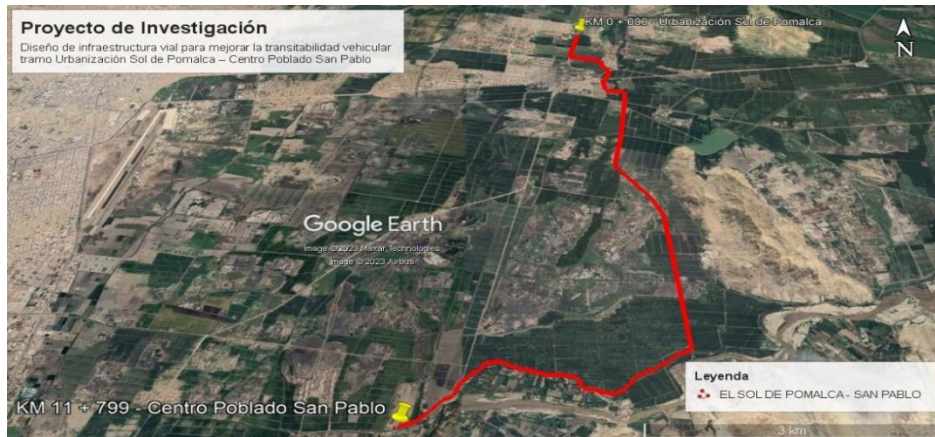 Proyecto de Investigación
Diseño de infraestructura vial para mejorar la transitabilidad vehicular
tramo Urbanización Sol de Pomalca – Centro Poblado San Pablo
KM 0 + 000 - Urbanización Sol de Pomalca
N
Google Earth
Image © 2023 Maxar Technologies
Image © 2023 Airbus
KM 11 + 799 - Centro Poblado San Pablo
Leyenda
EL SOL DE POMALCA - SAN PABLO
3 km